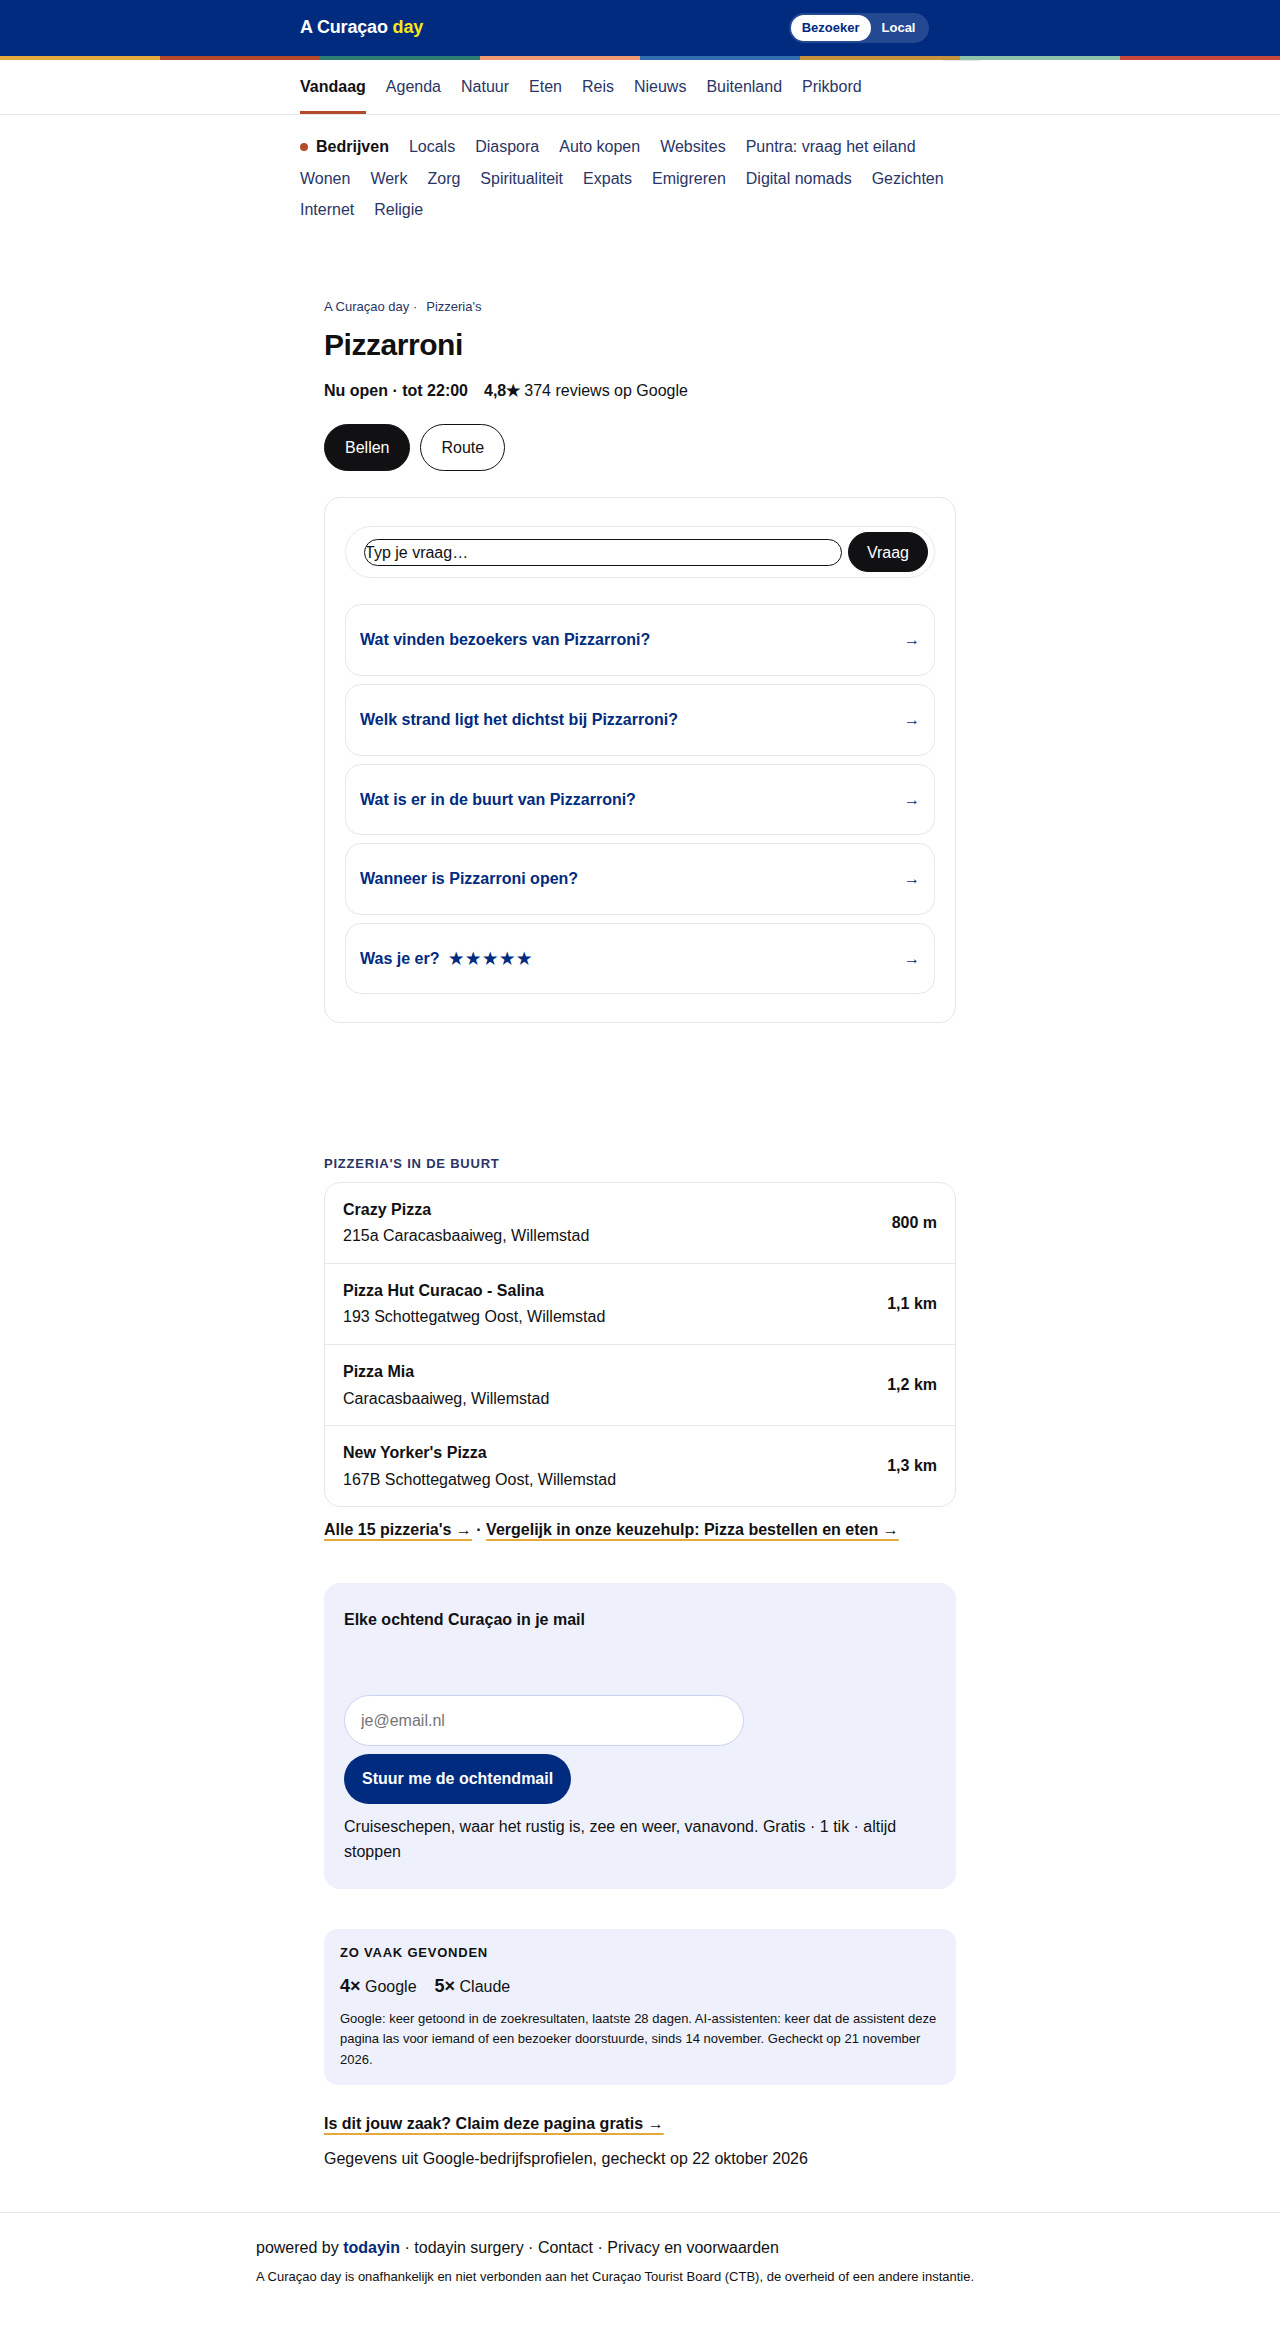 A Curaçao day
Bezoeker Local
Vandaag Agenda Natuur Eten Reis Nieuws Buitenland Prikbord
Bedrijven Locals Diaspora Auto kopen Websites Puntra: vraag het eiland
Wonen Werk Zorg Spiritualiteit Expats Emigreren Digital nomads Gezichten
Internet Religie
A Curaçao day · Pizzeria's
Pizzarroni
Nu open · tot 22:00 4,8★ 374 reviews op Google
Bellen Route
Typ je vraag… Vraag
Wat vinden bezoekers van Pizzarroni? →
Welk strand ligt het dichtst bij Pizzarroni? →
Wat is er in de buurt van Pizzarroni? →
Wanneer is Pizzarroni open? →
Was je er? ★★★★★ →
PIZZERIA'S IN DE BUURT
Crazy Pizza
215a Caracasbaaiweg, Willemstad
800 m
Pizza Hut Curacao - Salina
193 Schottegatweg Oost, Willemstad
1,1 km
Pizza Mia
Caracasbaaiweg, Willemstad
1,2 km
New Yorker's Pizza
167B Schottegatweg Oost, Willemstad
1,3 km
Alle 15 pizzeria's → · Vergelijk in onze keuzehulp: Pizza bestellen en eten →
Elke ochtend Curaçao in je mail
je@email.nl
Stuur me de ochtendmail
Cruiseschepen, waar het rustig is, zee en weer, vanavond. Gratis · 1 tik · altijd
stoppen
ZO VAAK GEVONDEN
4× Google 5× Claude
Google: keer getoond in de zoekresultaten, laatste 28 dagen. AI-assistenten: keer dat de assistent deze
pagina las voor iemand of een bezoeker doorstuurde, sinds 14 november. Gecheckt op 21 november
2026.
Is dit jouw zaak? Claim deze pagina gratis →
Gegevens uit Google-bedrijfsprofielen, gecheckt op 22 oktober 2026
powered by todayin · todayin surgery · Contact · Privacy en voorwaarden
A Curaçao day is onafhankelijk en niet verbonden aan het Curaçao Tourist Board (CTB), de overheid of een andere instantie.